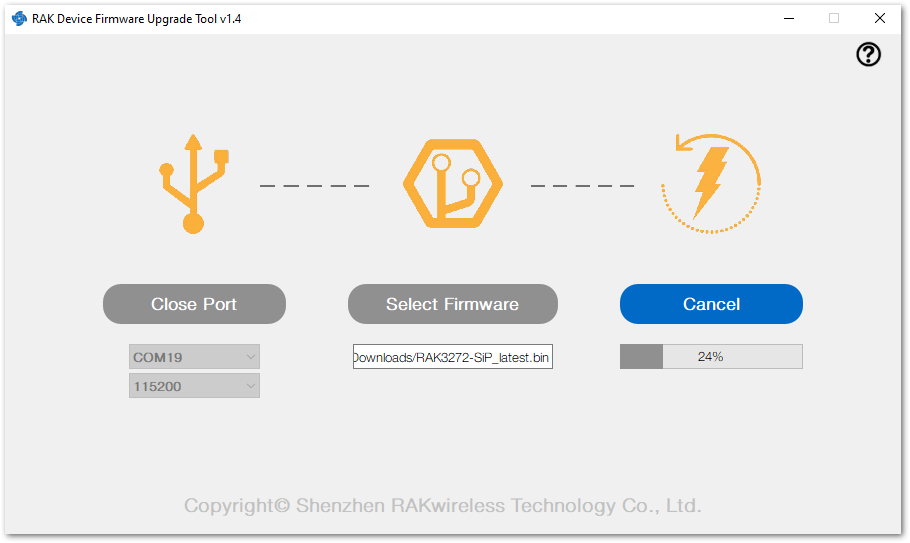 RAK Device Firmware Upgrade Tool v1.4
?
Close Port
Select Firmware
Cancel
COM19
Downloads/RAK3272-SiP_latest.bin
24%
115200
Copyright© Shenzhen RAKwireless Technology Co., Ltd.